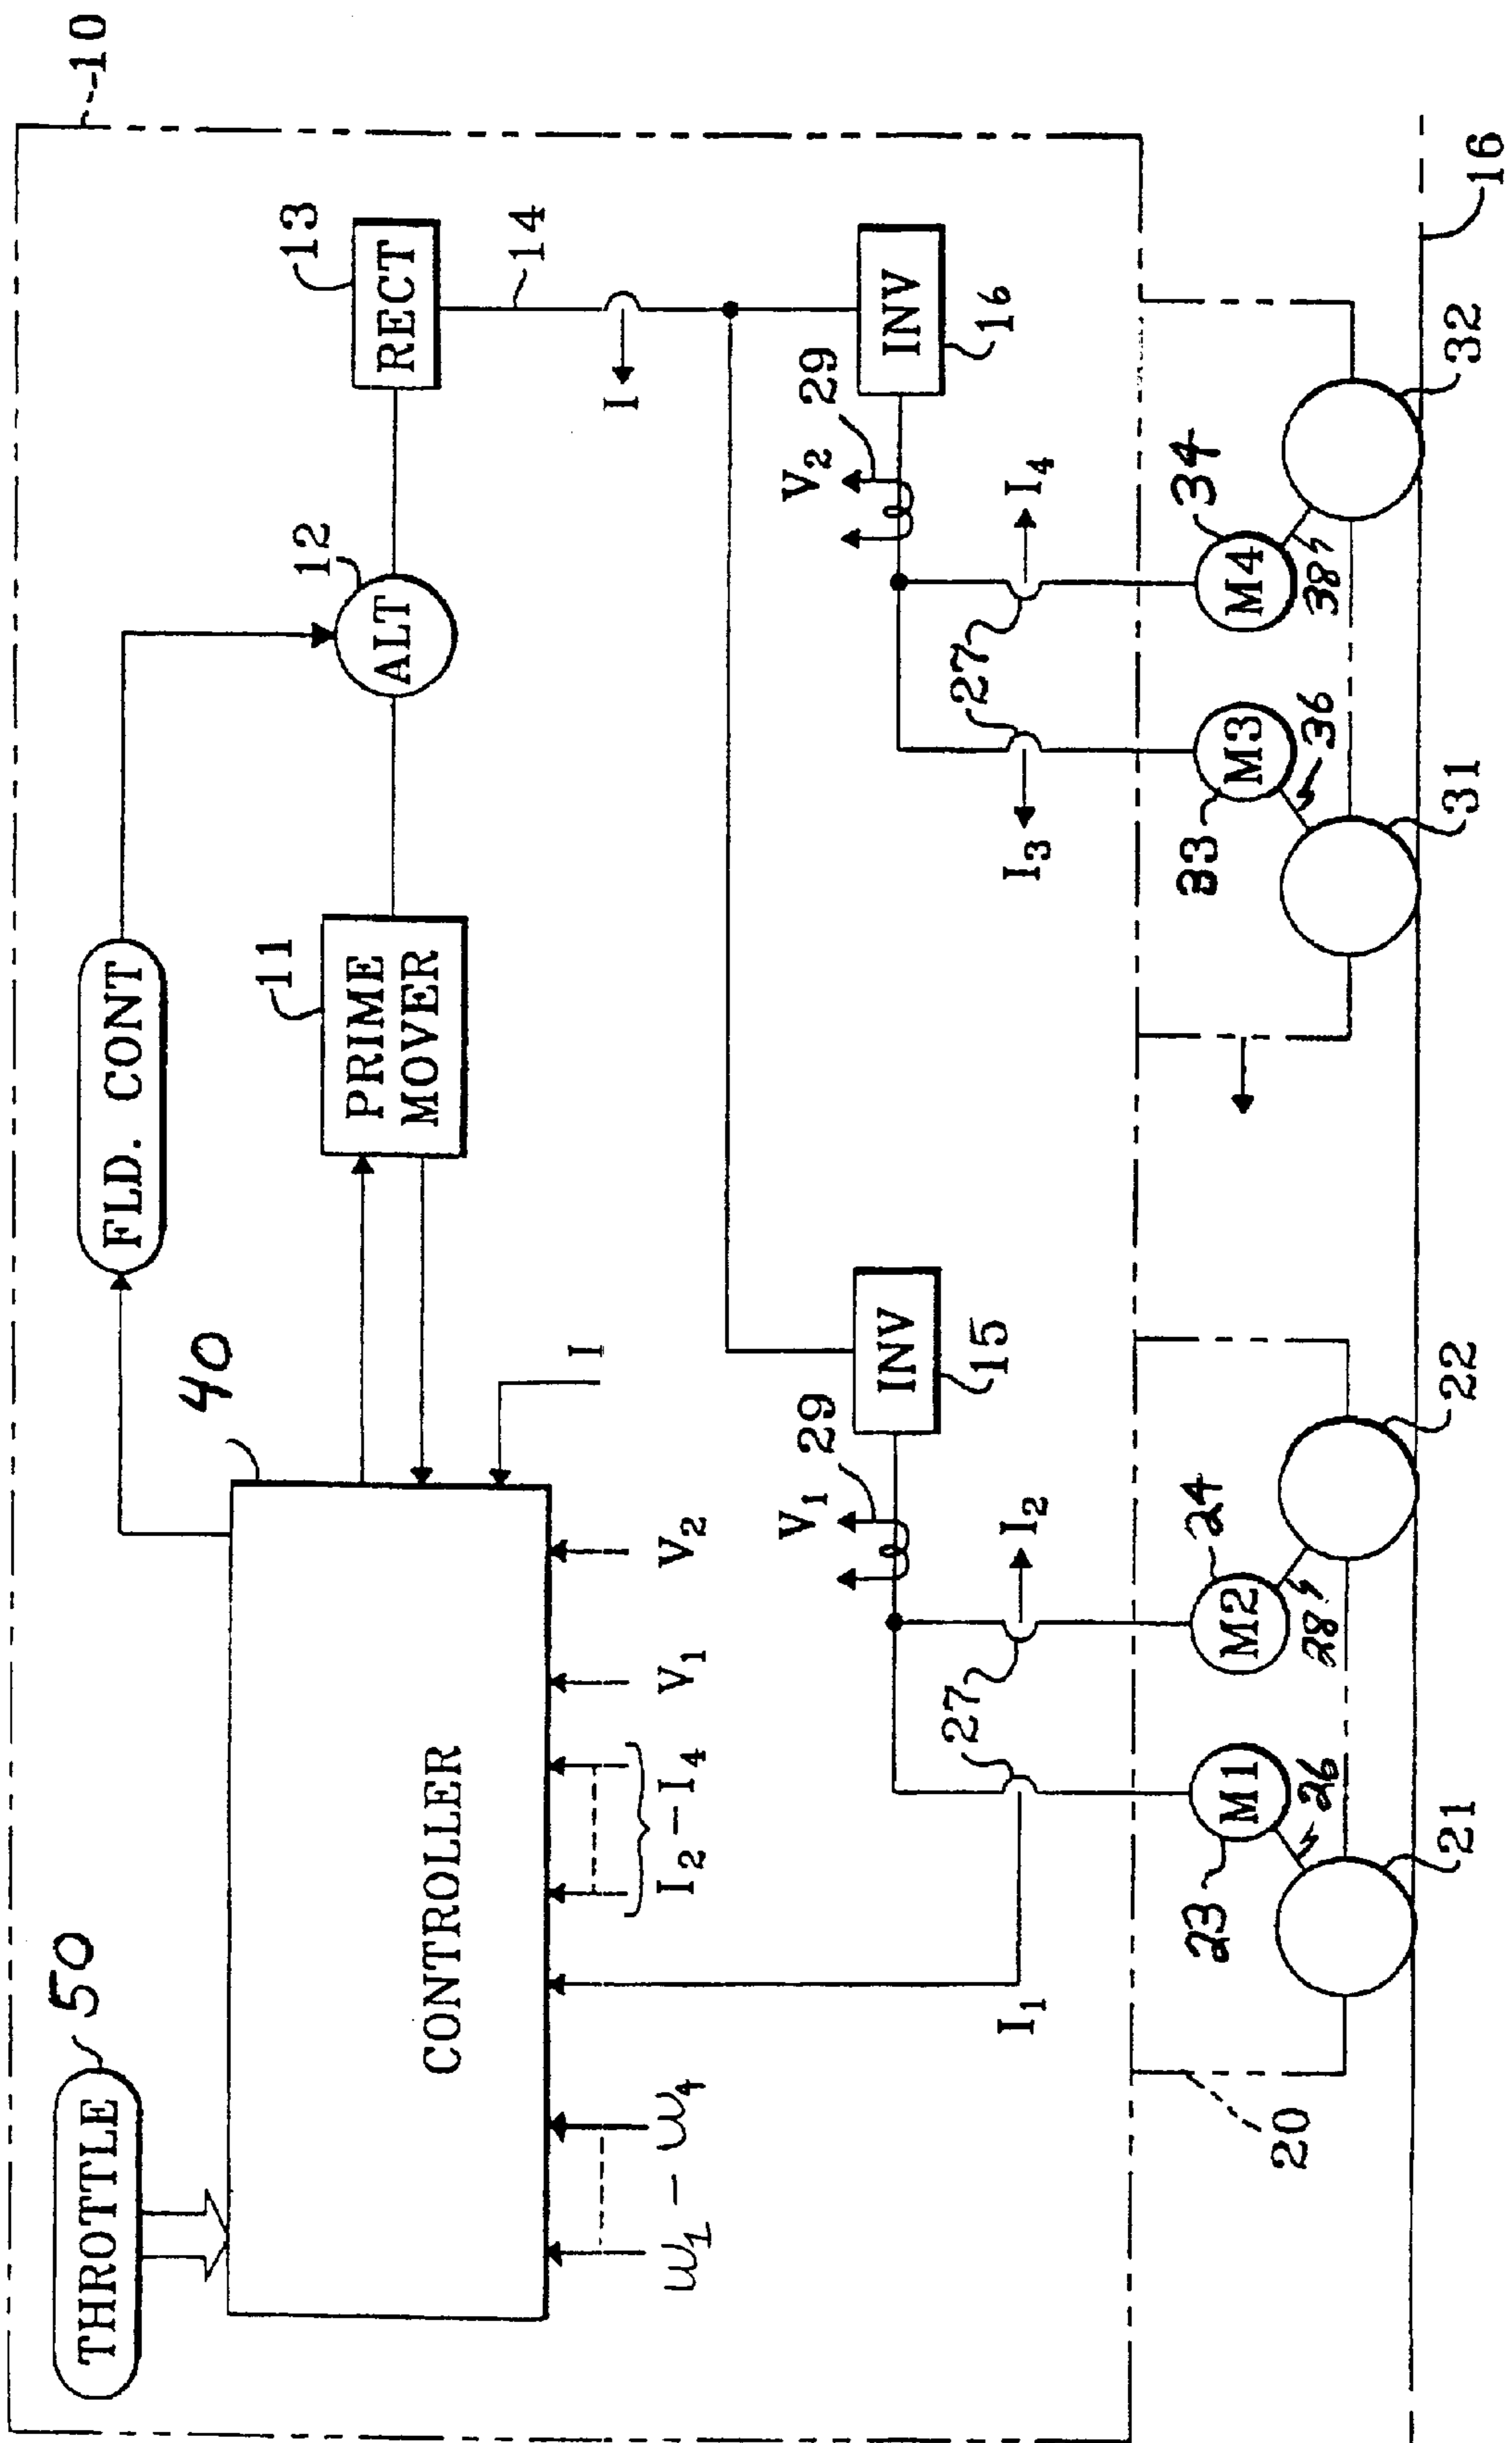 10
THROTTLE
50
40
FLD. CONT
CONTROLLER
PRIME
MOVER
11
ALT
12
RECT
13
14
I
I
ω1 - ω4
I1
I2-I4
V1
V2
V1
29
INV
15
V2
29
INV
16
27
I2
I3
27
I4
20
23
M1
26
M2
24
28
33
M3
36
M4
34
38
21
22
31
32
16